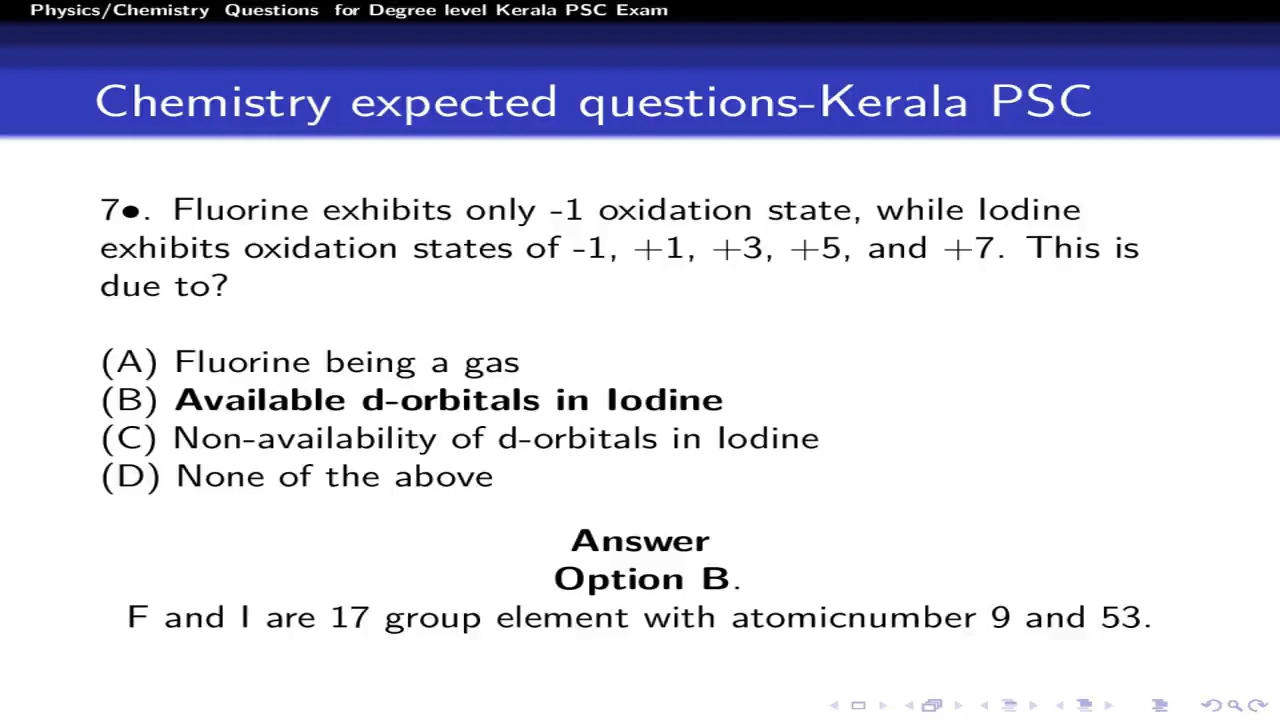 Physics/Chemistry Questions for Degree level Kerala PSC Exam
Chemistry expected questions-Kerala PSC
7•. Fluorine exhibits only -1 oxidation state, while Iodine
exhibits oxidation states of -1, +1, +3, +5, and +7. This is
due to?
(A) Fluorine being a gas
(B) Available d-orbitals in Iodine
(C) Non-availability of d-orbitals in Iodine
(D) None of the above
Answer
Option B.
F and I are 17 group element with atomicnumber 9 and 53.